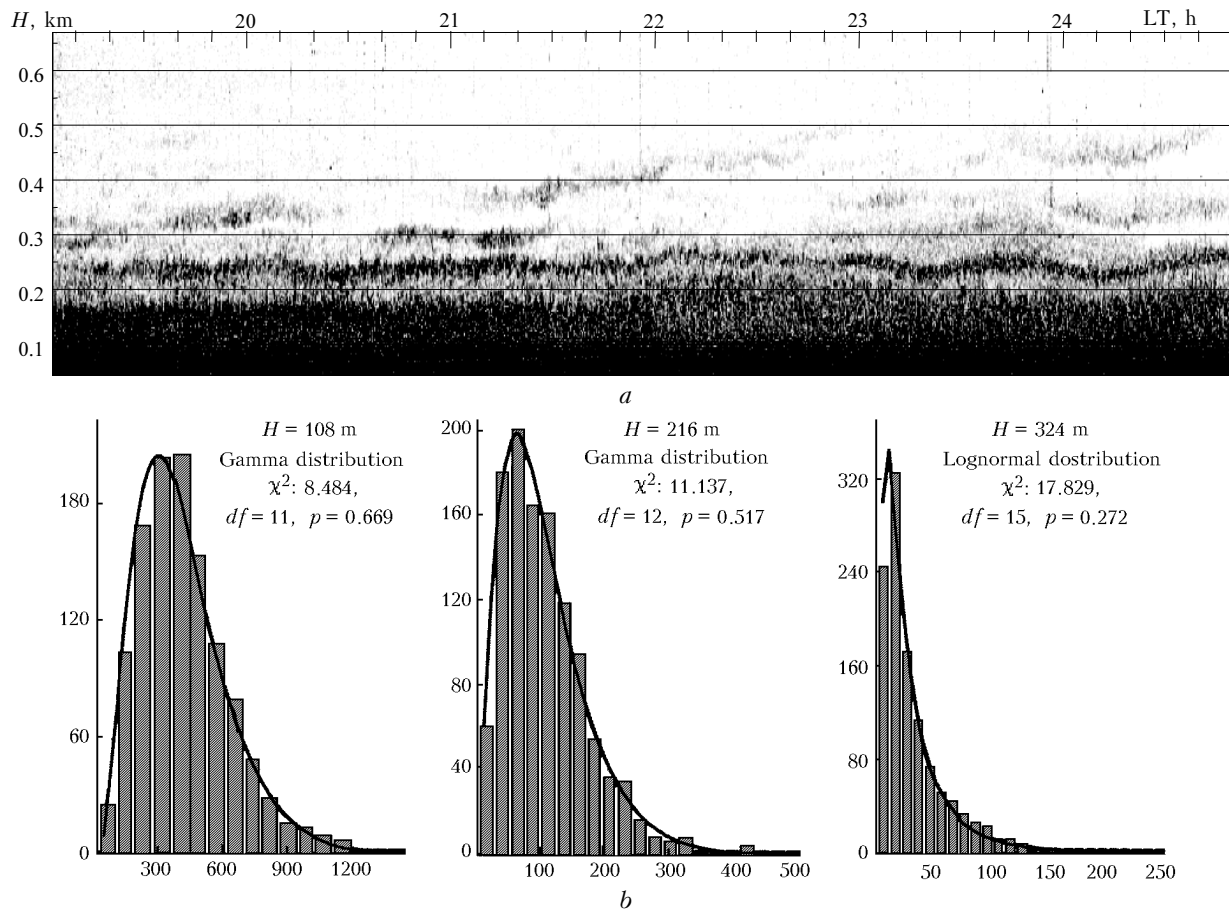 H, km 20 21 22 23 24 LT, h
0.6
0.5
0.4
0.3
0.2
0.1
a
H = 108 m
Gamma distribution
χ²: 8.484,
df = 11, p = 0.669
180
120
60
0
300 600 900 1200
H = 216 m
Gamma distribution
χ²: 11.137,
df = 12, p = 0.517
200
160
120
80
40
0
100 200 300 400 500
H = 324 m
Lognormal dostribution
χ²: 17.829,
df = 15, p = 0.272
320
240
160
80
0
50 100 150 200 250
b